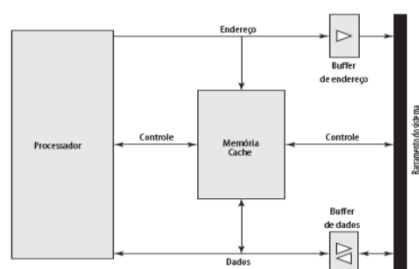 Endereço
Buffer
de endereço
Processador
Controle
Memória
Cache
Controle
Barramento do sistema
Buffer
de dados
Dados